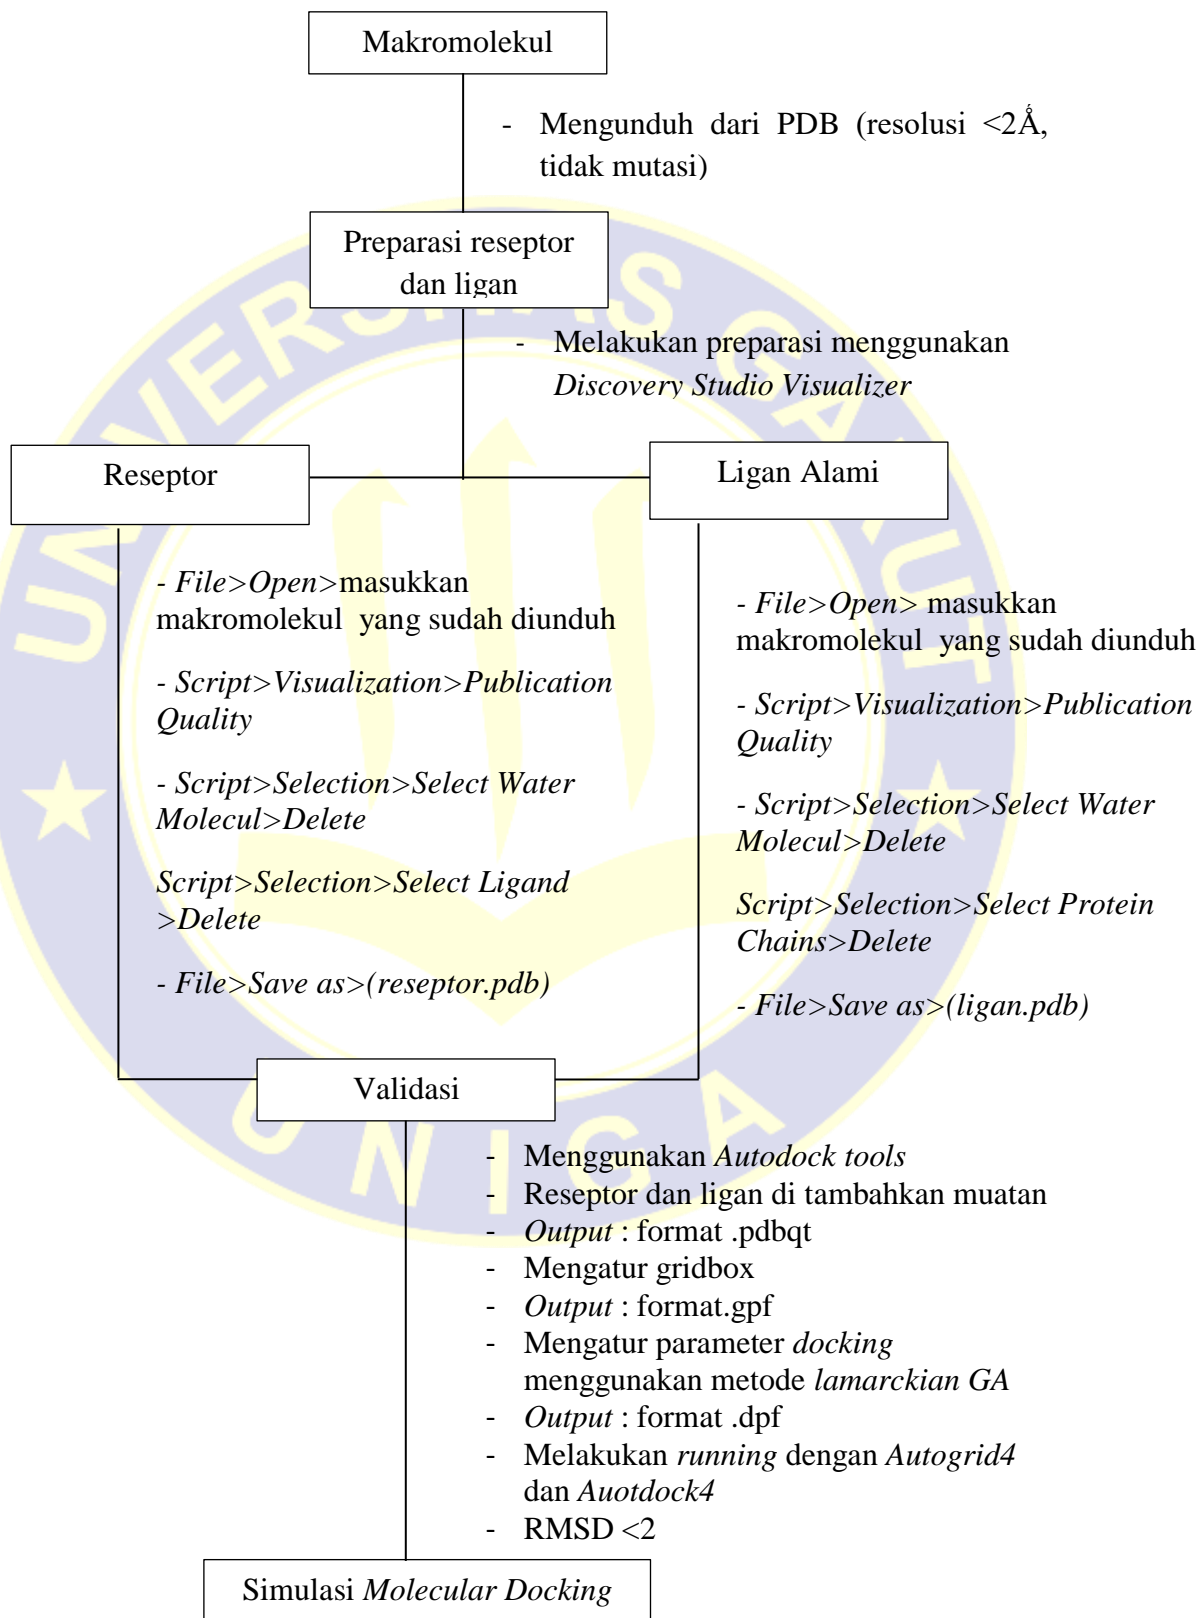 Makromolekul
- Mengunduh dari PDB (resolusi <2Å,
tidak mutasi)
Preparasi reseptor
dan ligan
- Melakukan preparasi menggunakan
Discovery Studio Visualizer
Reseptor
Ligan Alami
- File>Open>masukkan
makromolekul yang sudah diunduh
- Script>Visualization>Publication
Quality
- Script>Selection>Select Water
Molecul>Delete
Script>Selection>Select Ligand
>Delete
- File>Save as>(reseptor.pdb)
- File>Open> masukkan
makromolekul yang sudah diunduh
- Script>Visualization>Publication
Quality
- Script>Selection>Select Water
Molecul>Delete
Script>Selection>Select Protein
Chains>Delete
- File>Save as>(ligan.pdb)
Validasi
- Menggunakan Autodock tools
- Reseptor dan ligan di tambahkan muatan
- Output : format .pdbqt
- Mengatur gridbox
- Output : format.gpf
- Mengatur parameter docking
menggunakan metode lamarckian GA
- Output : format .dpf
- Melakukan running dengan Autogrid4
dan Auotdock4
- RMSD <2
Simulasi Molecular Docking
UNIVERSITAS GARUT
UNIGA